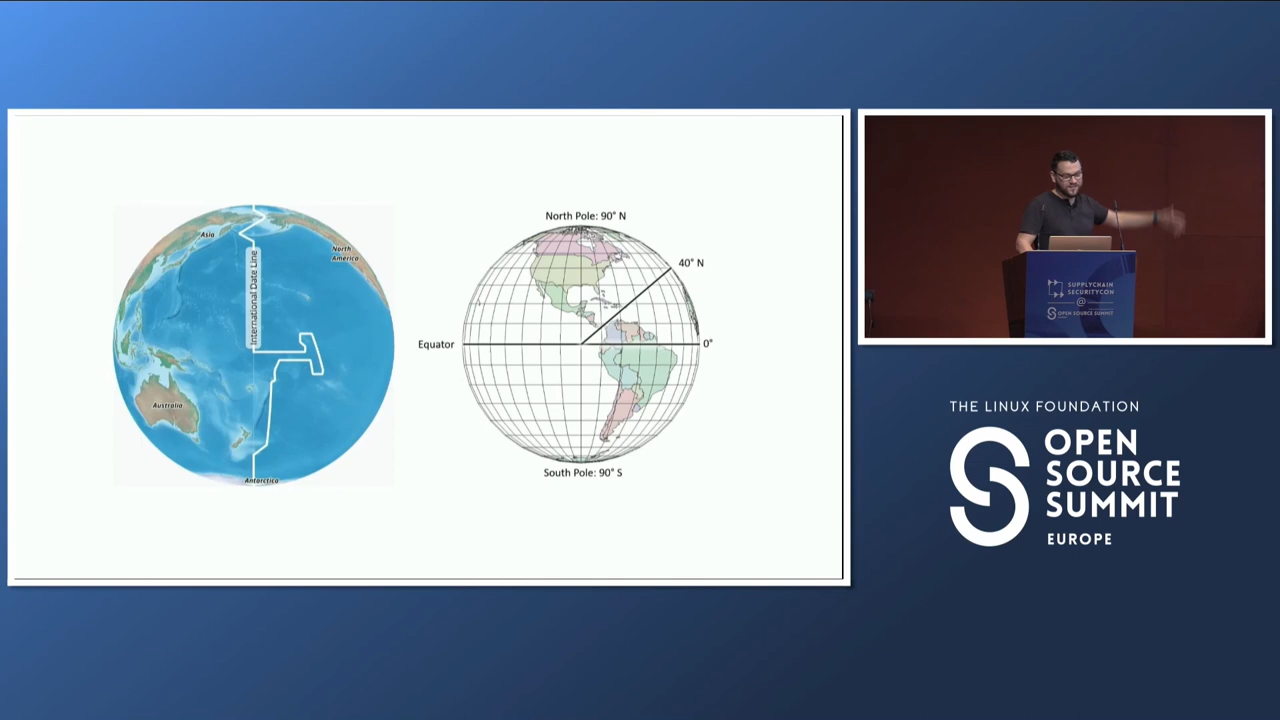 Asia
North
America
International Date Line
Australia
Antarctica
North Pole: 90° N
40° N
Equator
0°
South Pole: 90° S
SUPPLYCHAIN
SECURITYCON
@
OPEN SOURCE SUMMIT
THE LINUX FOUNDATION
OPEN
SOURCE
SUMMIT
EUROPE